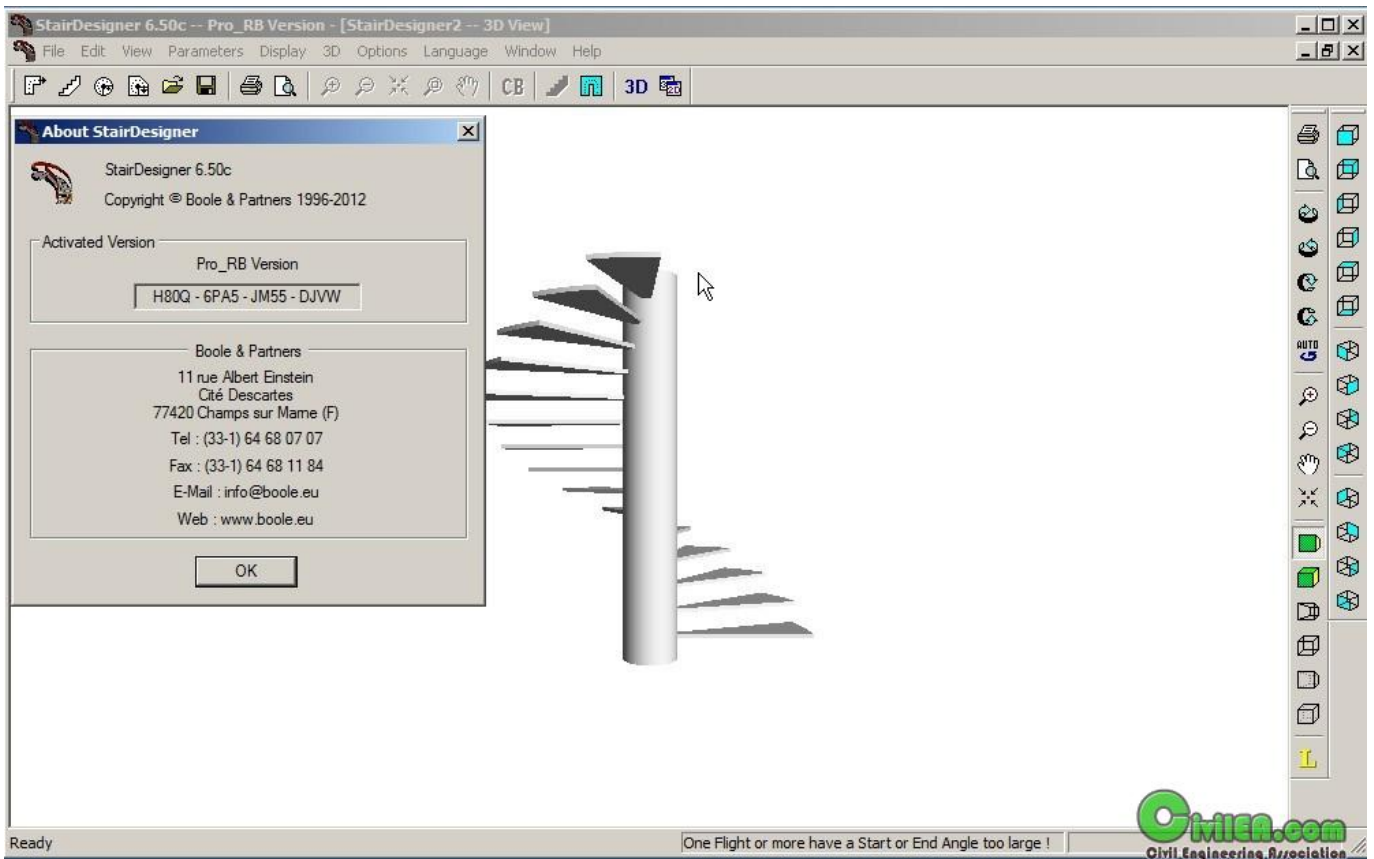 StairDesigner 6.50c -- Pro_RB Version - [StairDesigner2 -- 3D View]
File Edit View Parameters Display 3D Options Language Window Help
CB 3D
About StairDesigner
StairDesigner 6.50c
Copyright © Boole & Partners 1996-2012
Activated Version
Pro_RB Version
H80Q - 6PA5 - JM55 - DJVW
Boole & Partners
11 rue Albert Einstein
Cité Descartes
77420 Champs sur Marne (F)
Tel : (33-1) 64 68 07 07
Fax : (33-1) 64 68 11 84
E-Mail : info@boole.eu
Web : www.boole.eu
OK
AUTO
L
Ready
One Flight or more have a Start or End Angle too large !
CivilEA.com
Civil Engineering Association